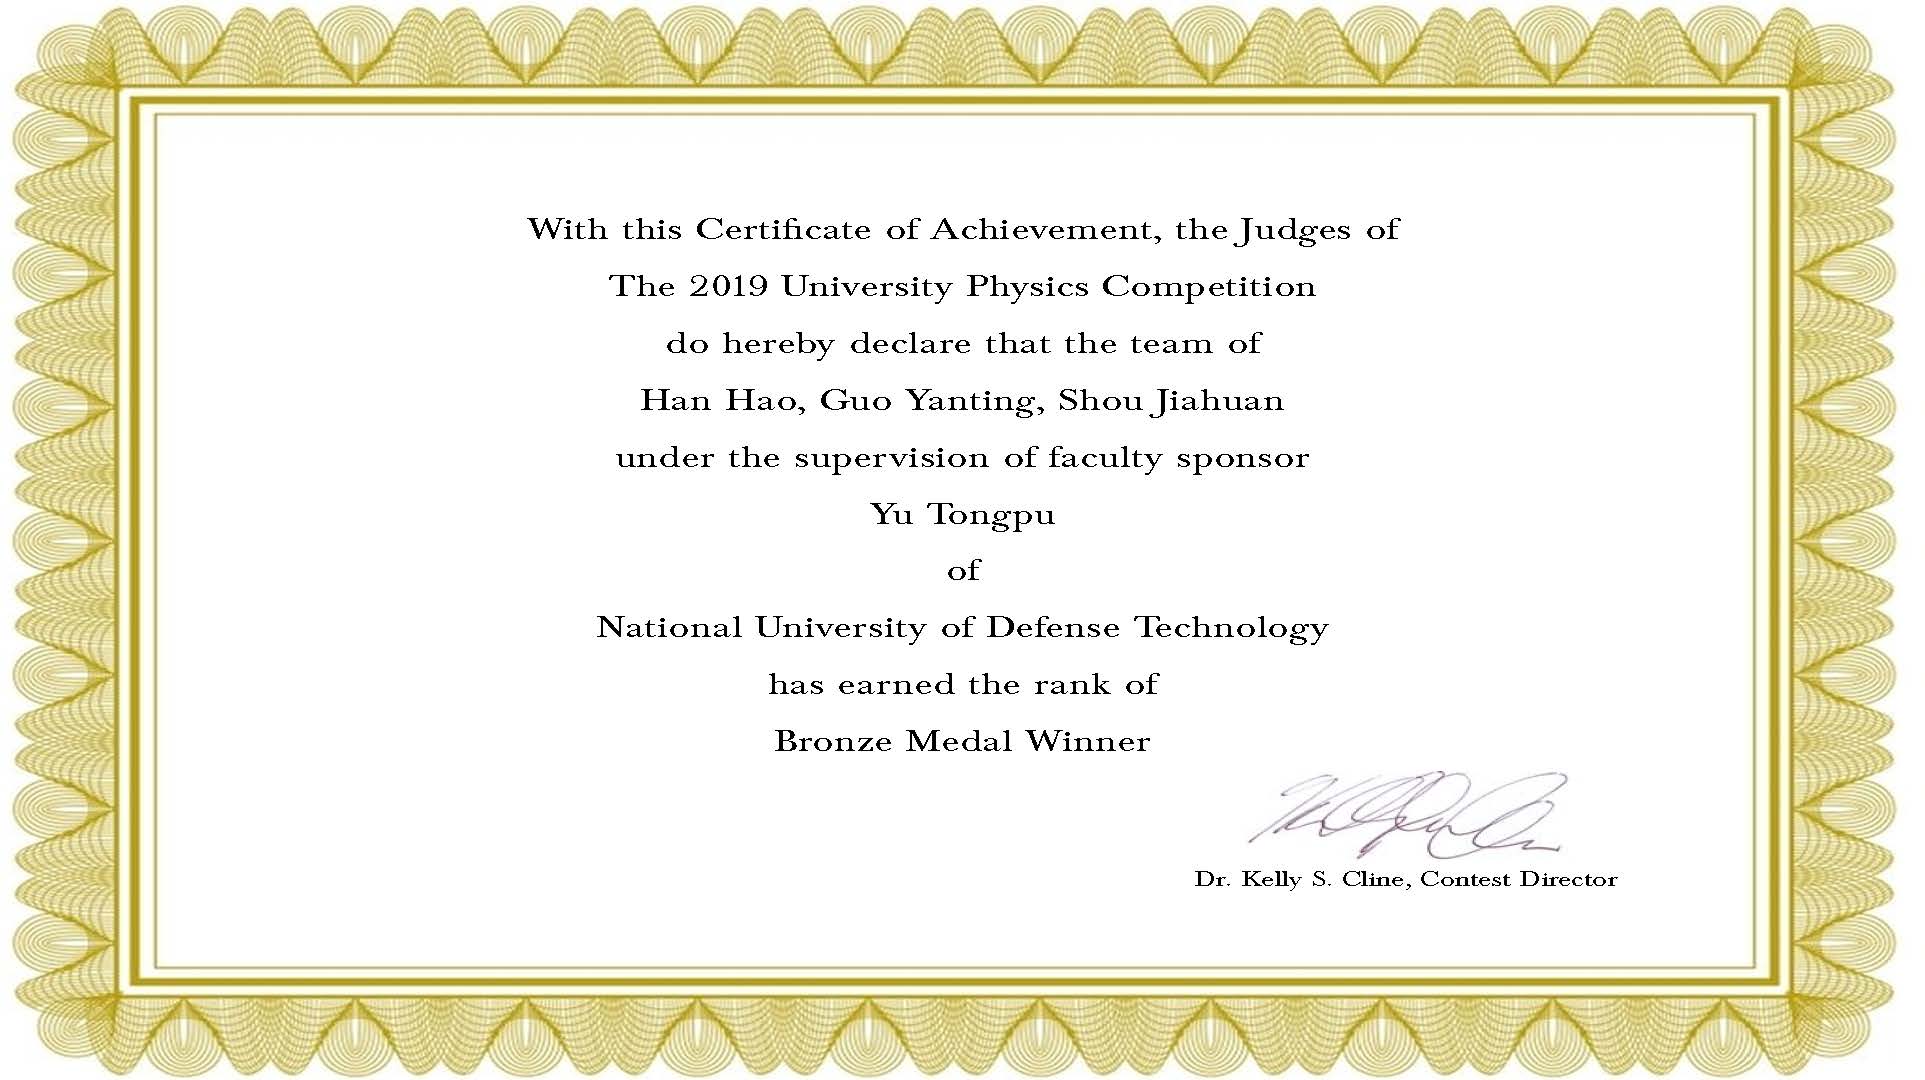 With this Certificate of Achievement, the Judges of
The 2019 University Physics Competition
do hereby declare that the team of
Han Hao, Guo Yanting, Shou Jiahuan
under the supervision of faculty sponsor
Yu Tongpu
of
National University of Defense Technology
has earned the rank of
Bronze Medal Winner
Dr. Kelly S. Cline, Contest Director